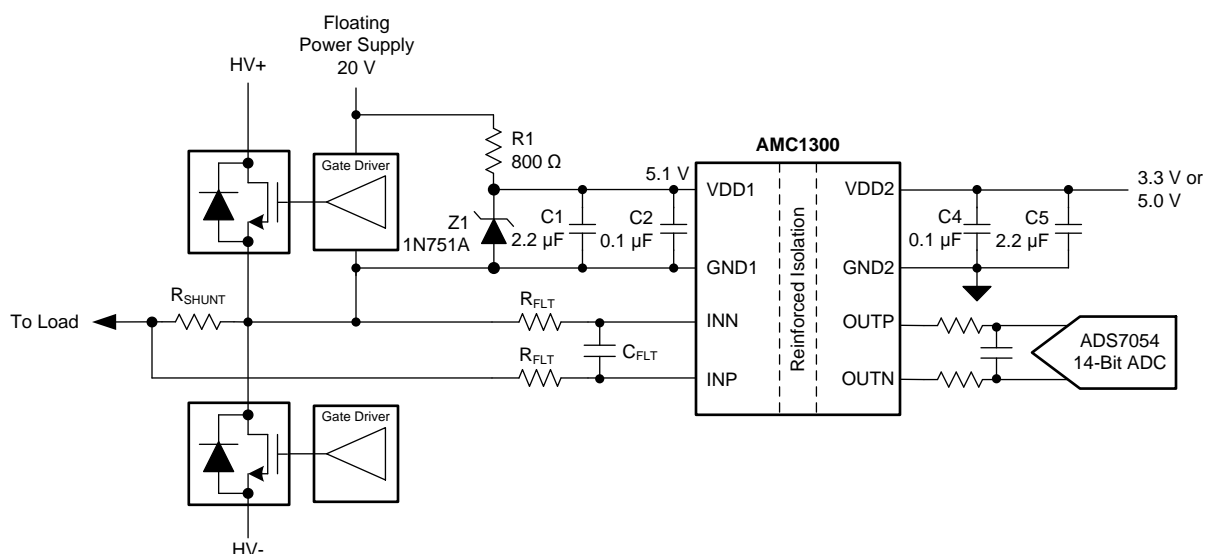 Floating
Power Supply
20 V
HV+
R1
800 Ω
AMC1300
Gate Driver
5.1 V
VDD1
VDD2
3.3 V or
5.0 V
Z1
1N751A
C1
2.2 µF
C2
0.1 µF
C4
0.1 µF
C5
2.2 µF
GND1
GND2
Reinforced Isolation
RSHUNT
To Load
RFLT
INN
OUTP
CFLT
ADS7054
14-Bit ADC
RFLT
INP
OUTN
Gate Driver
HV-